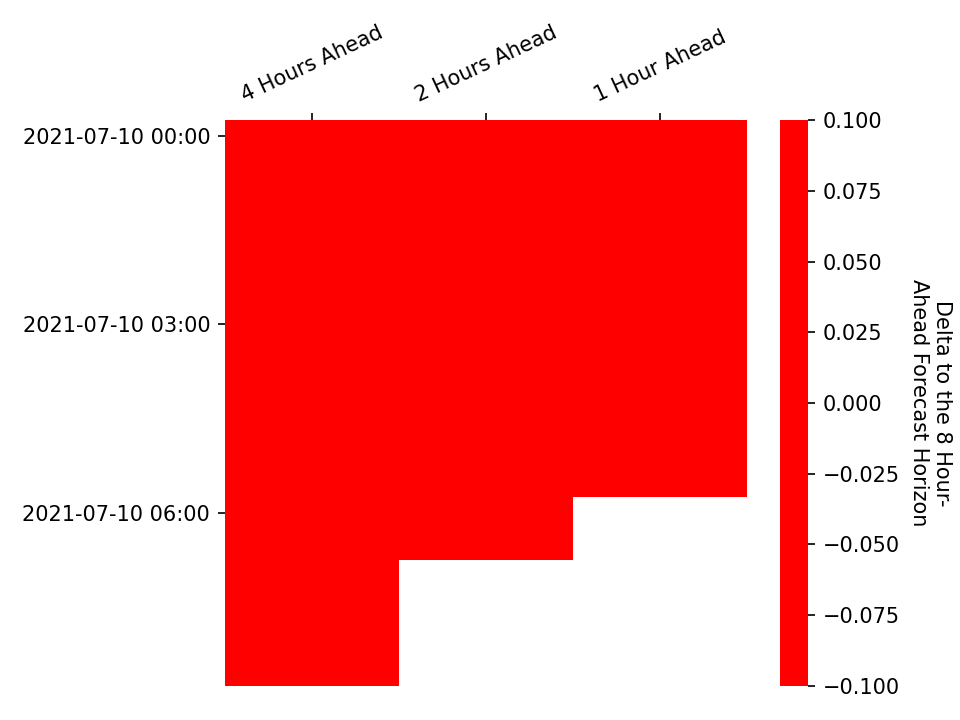 4 Hours Ahead
2 Hours Ahead
1 Hour Ahead
2021-07-10 00:00
2021-07-10 03:00
2021-07-10 06:00
0.100
0.075
0.050
0.025
0.000
−0.025
−0.050
−0.075
−0.100
Delta to the 8 Hour-
Ahead Forecast Horizon